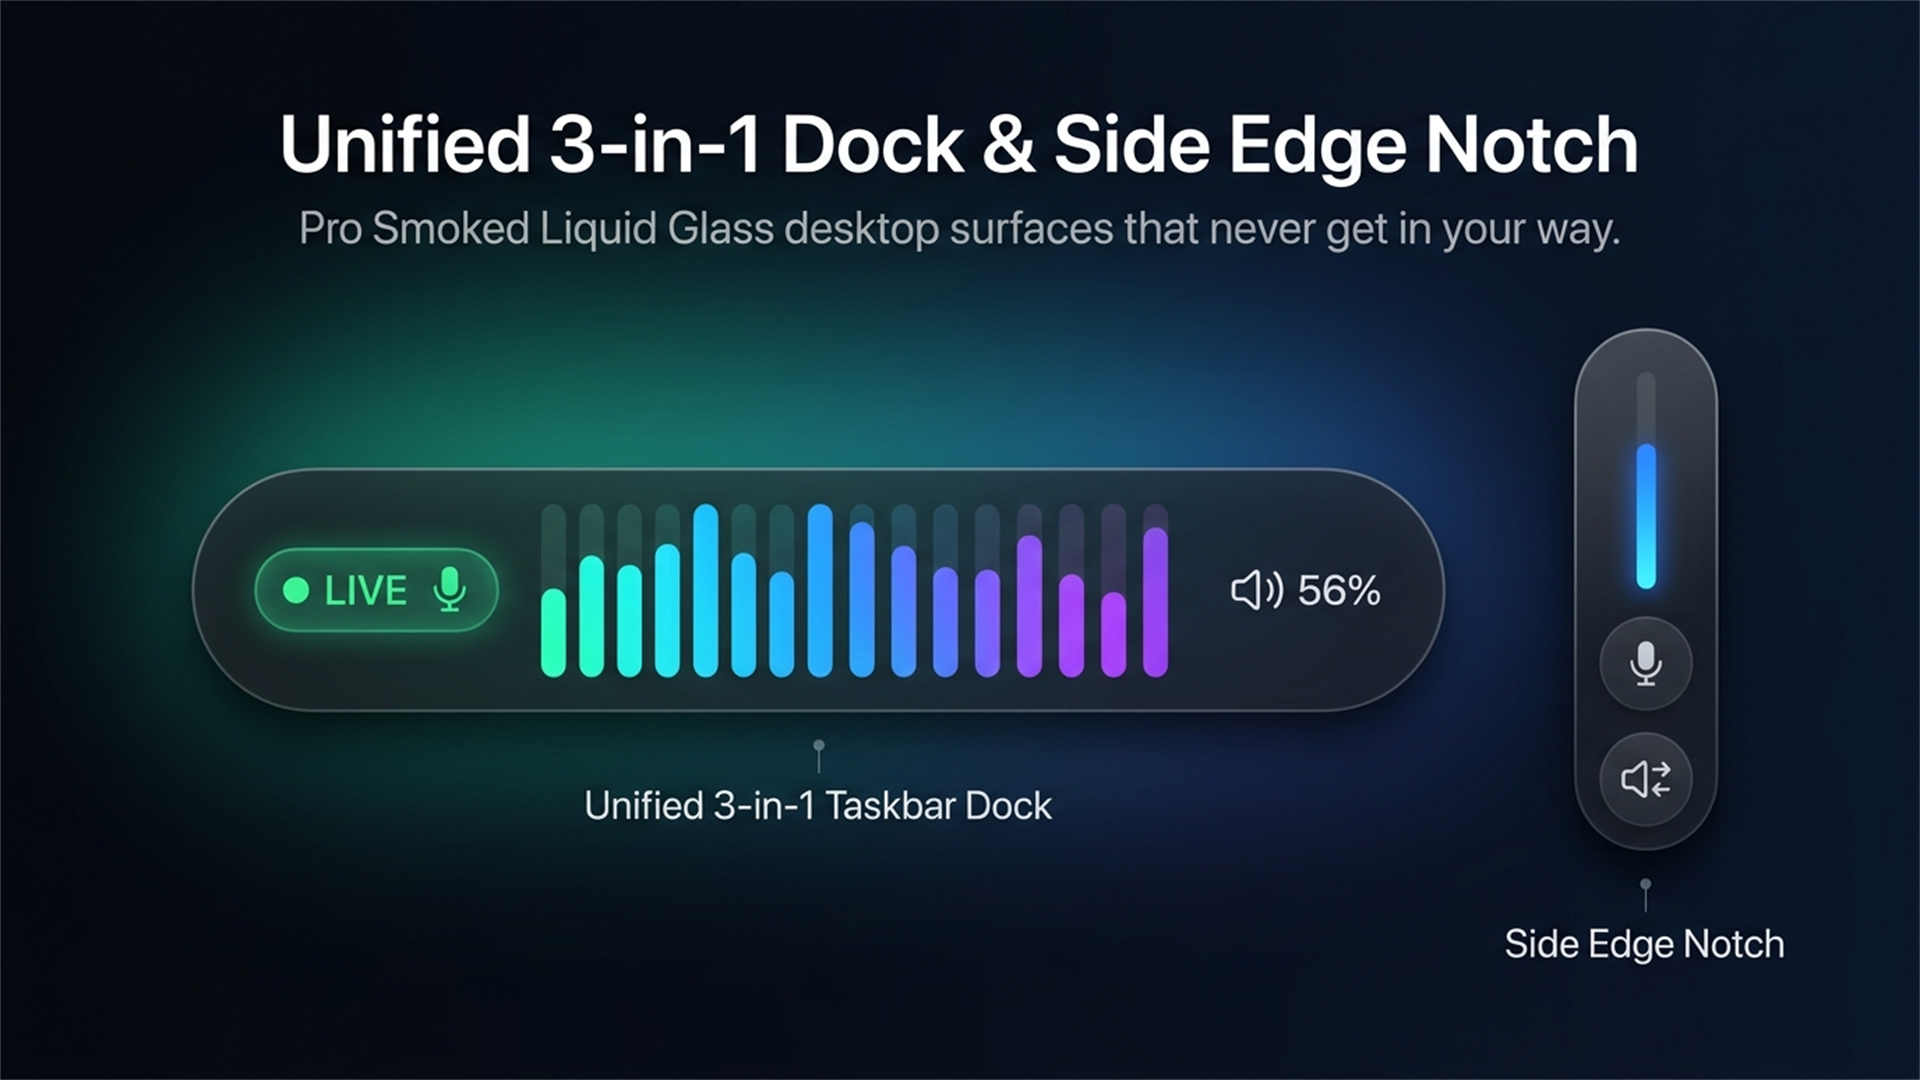 Unified 3-in-1 Dock & Side Edge Notch
Pro Smoked Liquid Glass desktop surfaces that never get in your way.
LIVE
56%
Unified 3-in-1 Taskbar Dock
Side Edge Notch